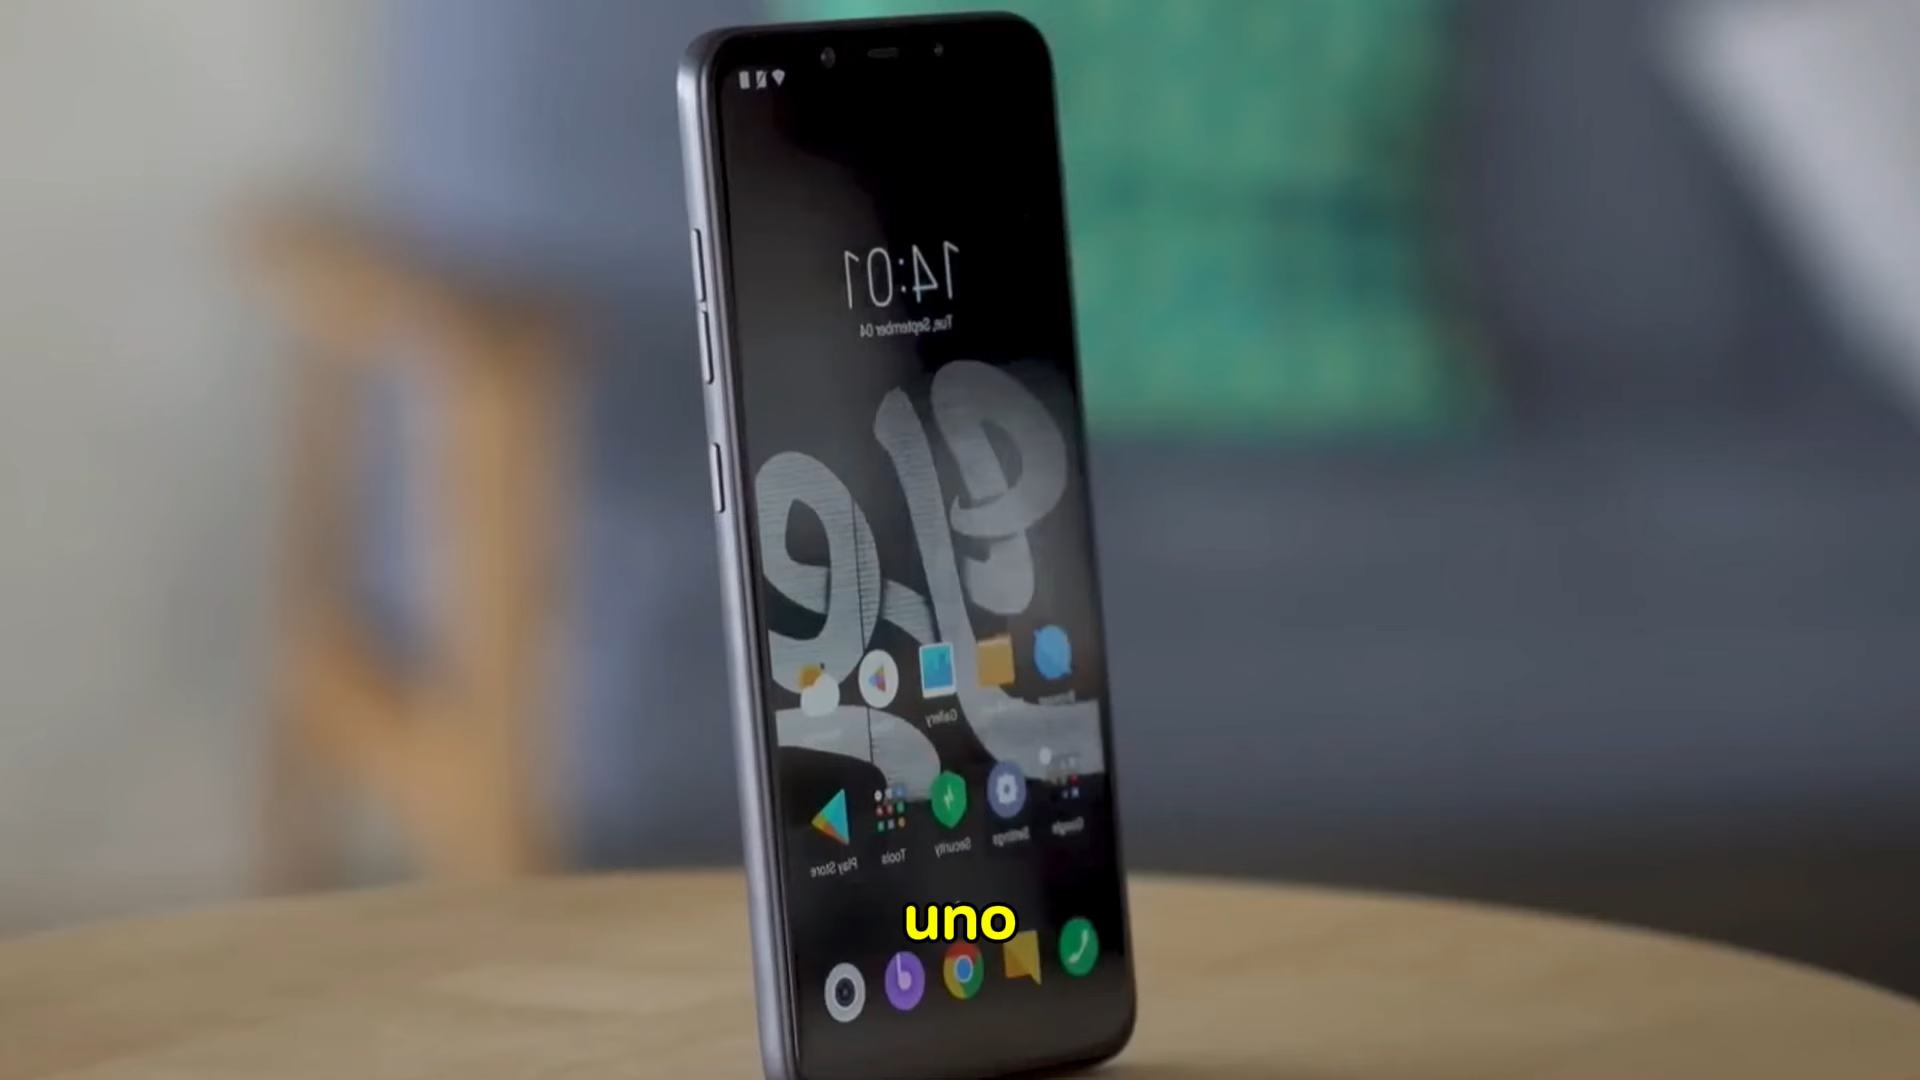 14:01
Tue, September 04
Gallery
Play Store Tools Security Settings Google
uno